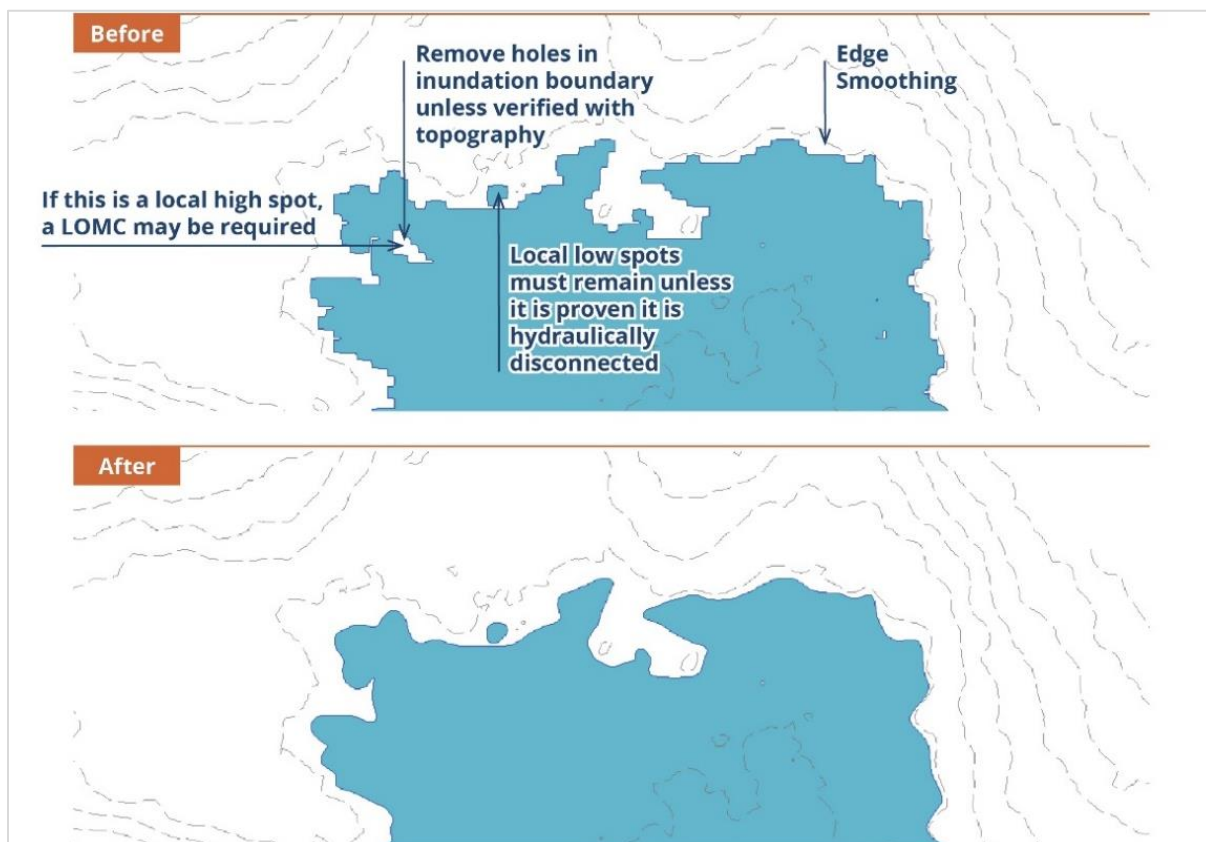 Before
Remove holes in
inundation boundary
unless verified with
topography
Edge
Smoothing
If this is a local high spot,
a LOMC may be required
Local low spots
must remain unless
it is proven it is
hydraulically
disconnected
After